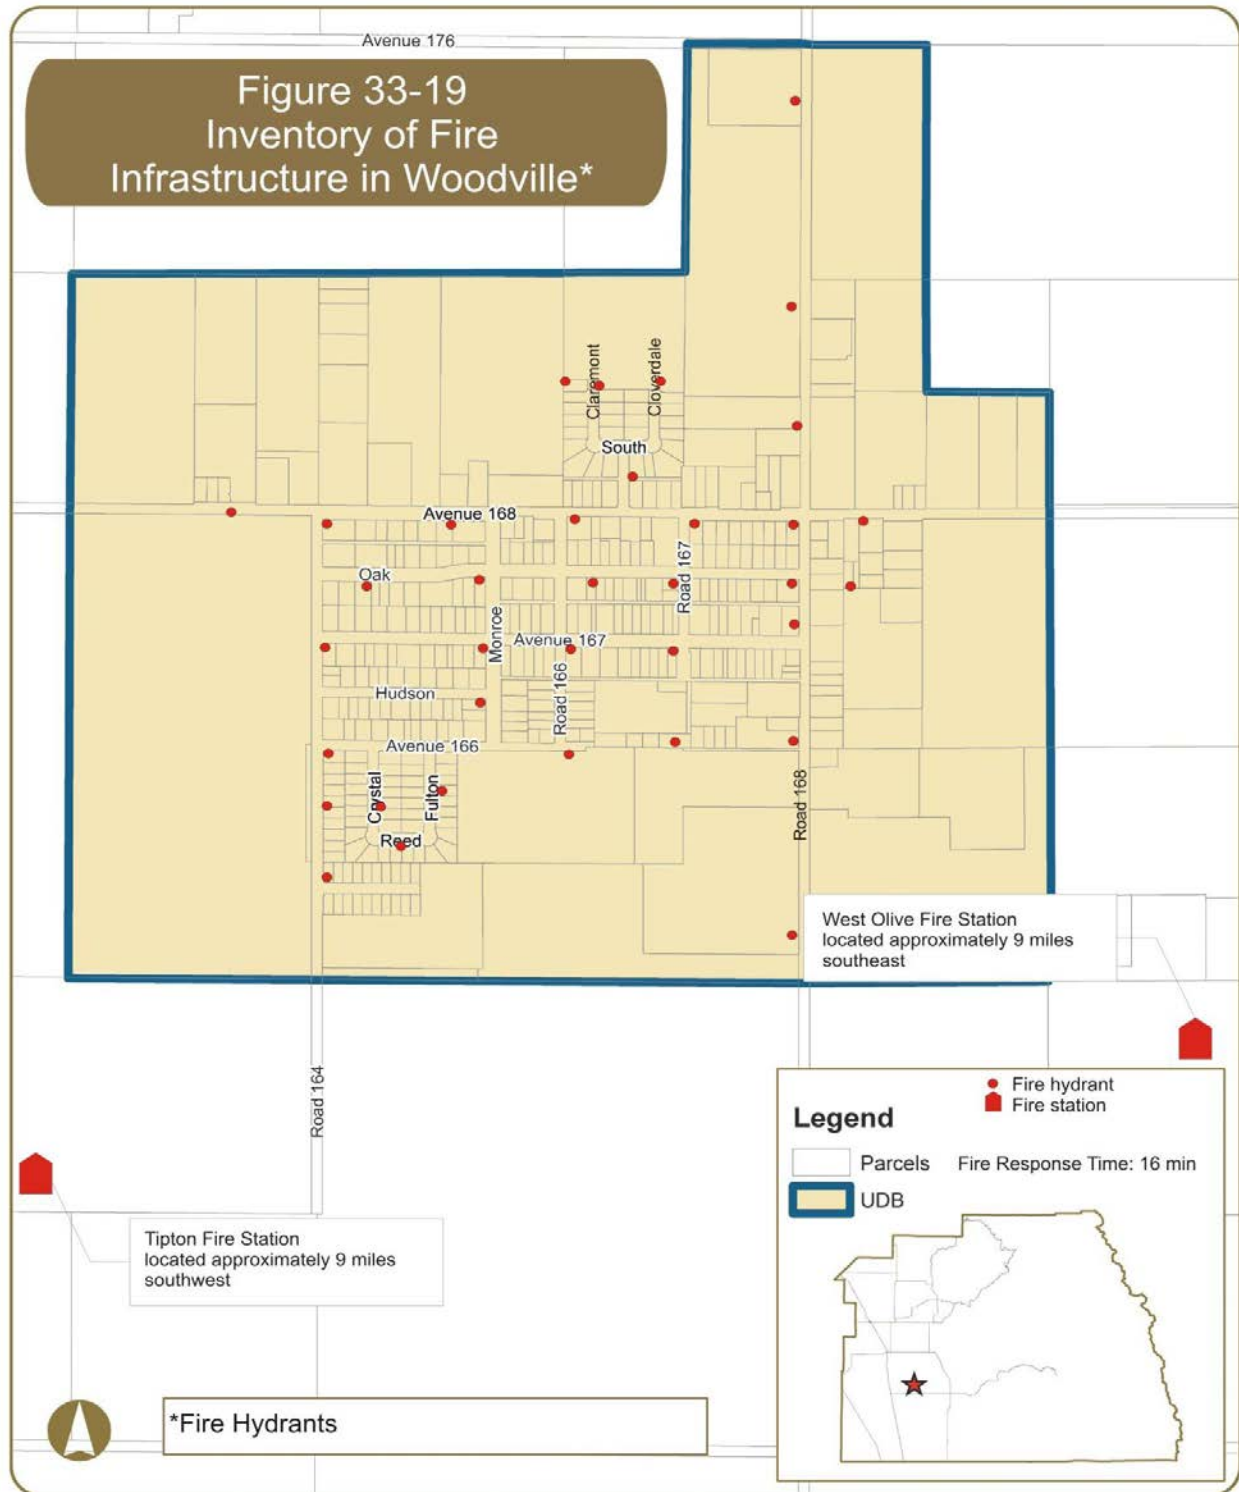 Avenue 176
Figure 33-19
Inventory of Fire
Infrastructure in Woodville*
Claremont
Cloverdale
South
Avenue 168
Road 167
Oak
Monroe
Avenue 167
Road 166
Hudson
Avenue 166
Crystal
Fulton
Reed
Road 168
West Olive Fire Station
located approximately 9 miles
southeast
Road 164
Tipton Fire Station
located approximately 9 miles
southwest
Legend
Fire hydrant
Fire station
Parcels
Fire Response Time: 16 min
UDB
*Fire Hydrants